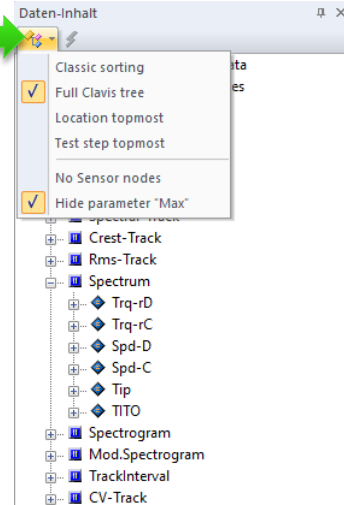 Daten-Inhalt
Classic sorting
Full Clavis tree
Location topmost
Test step topmost
No Sensor nodes
Hide parameter "Max"
Crest-Track
Rms-Track
Spectrum
Trq-rD
Trq-rC
Spd-D
Spd-C
Tip
TITO
Spectrogram
Mod.Spectrogram
TrackInterval
CV-Track